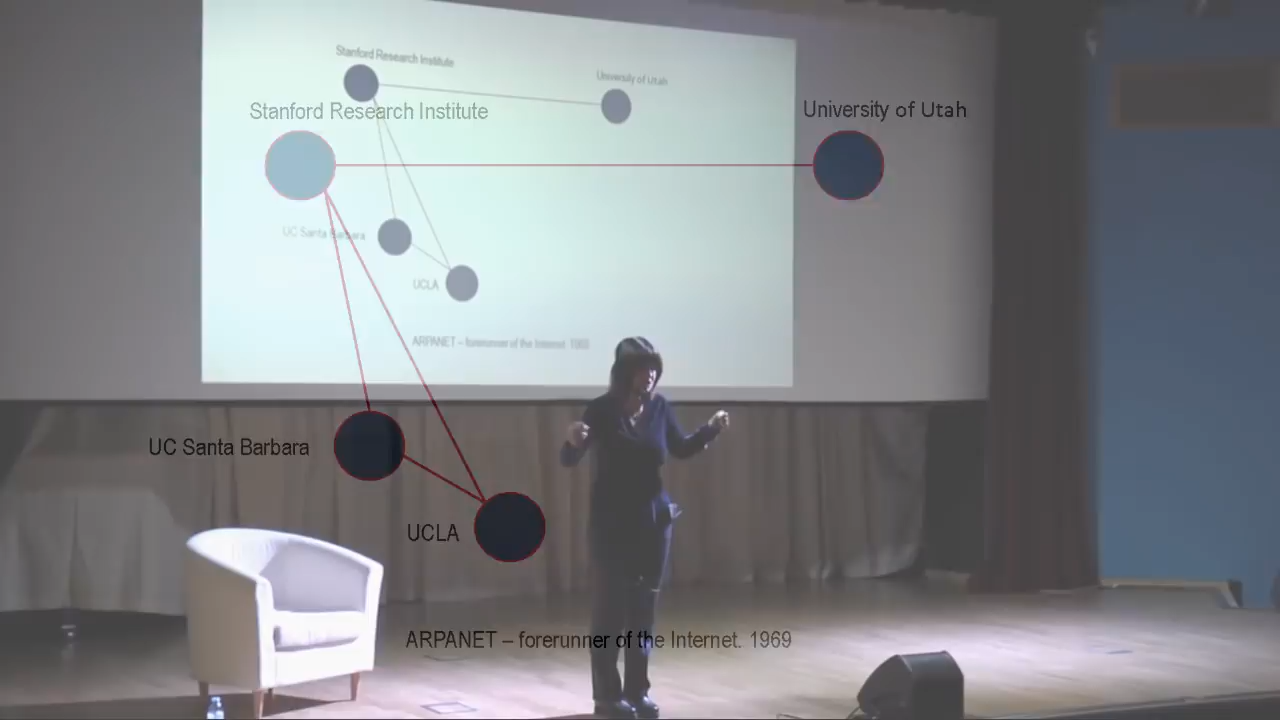 Stanford Research Institute
University of Utah
UC Santa Barbara
UCLA
ARPANET – forerunner of the Internet. 1969
Stanford Research Institute
University of Utah
UC Santa Barbara
UCLA
ARPANET – forerunner of the Internet. 1969